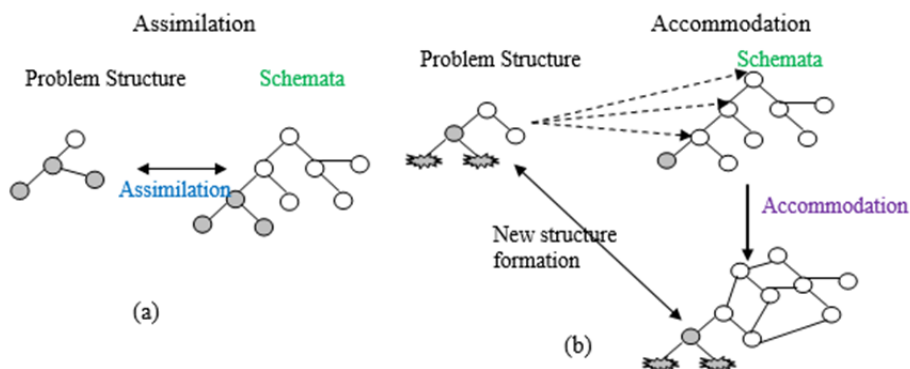 Assimilation
Problem Structure
Schemata
Assimilation
(a)
Accommodation
Problem Structure
Schemata
Accommodation
New structure
formation
(b)